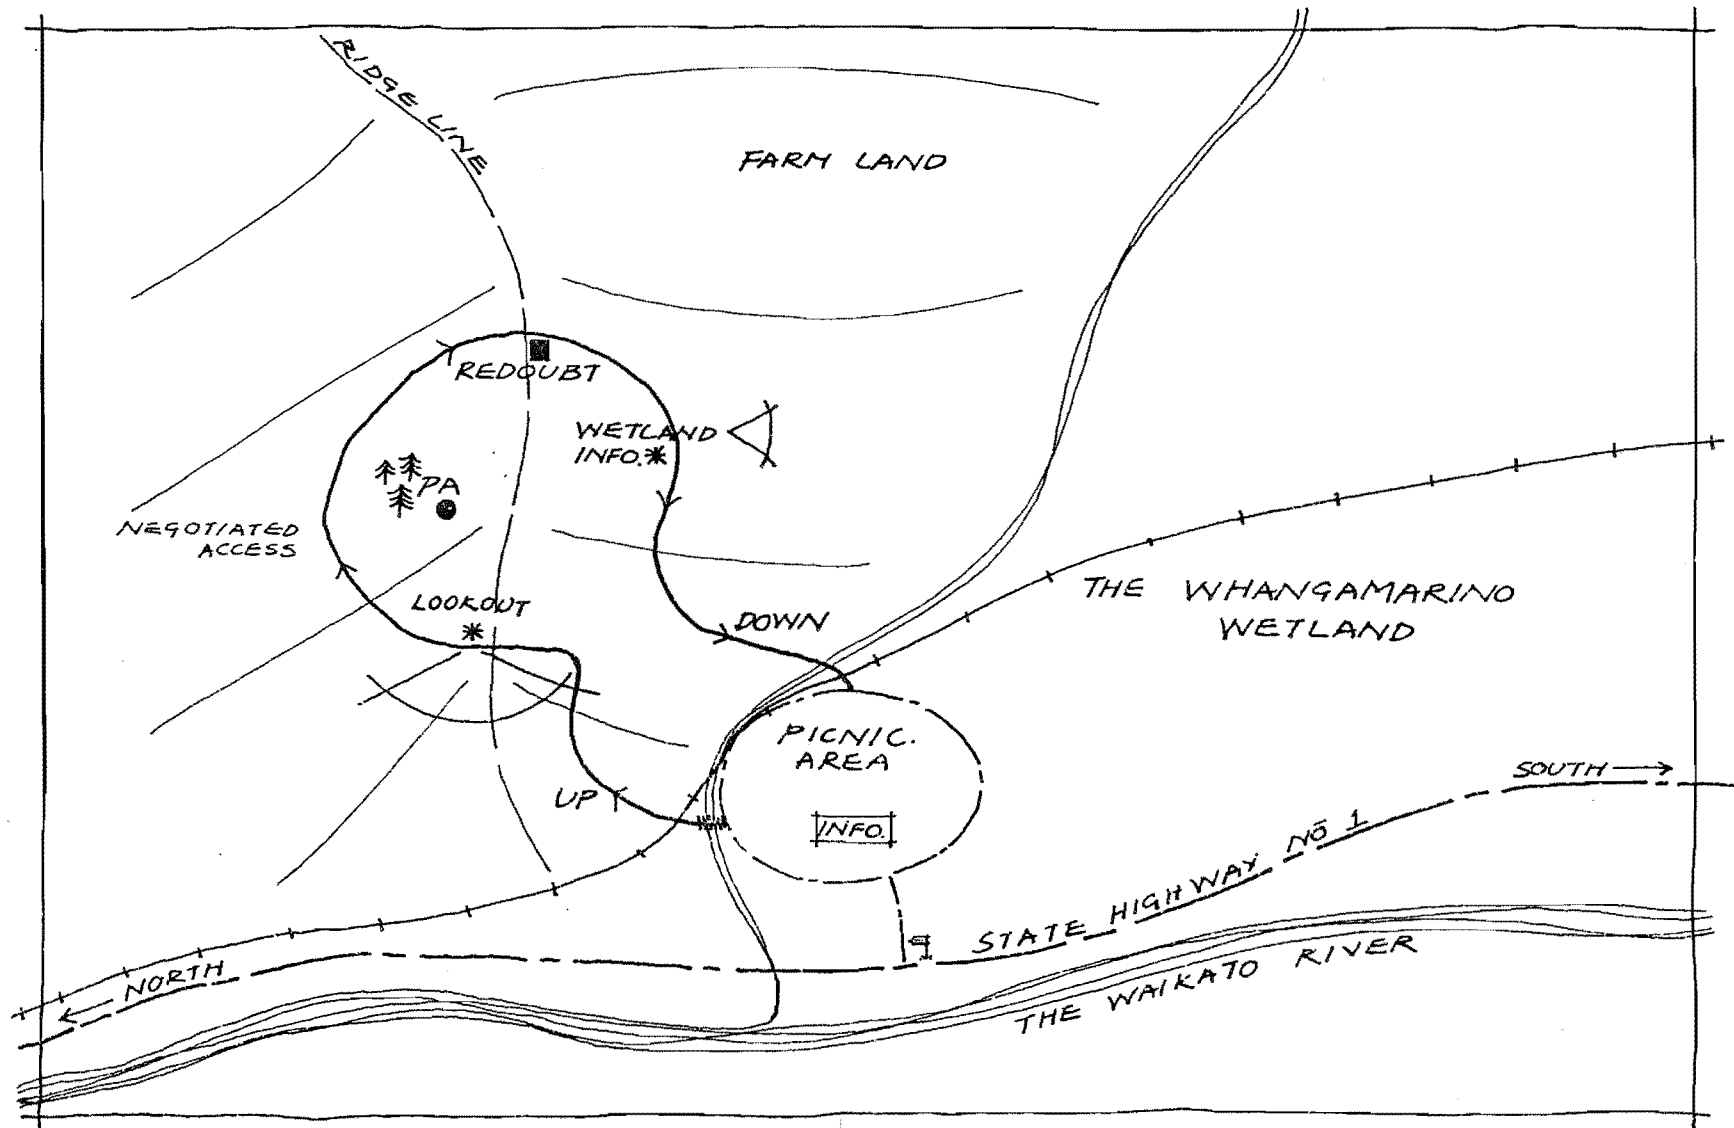 RIDGE LINE
FARM LAND
REDOUBT
WETLAND
INFO.
PA
NEGOTIATED
ACCESS
LOOKOUT
DOWN
THE WHANGAMARINO
WETLAND
PICNIC.
AREA
UP
INFO.
SOUTH
STATE HIGHWAY NŌ 1
NORTH
THE WAIKATO RIVER